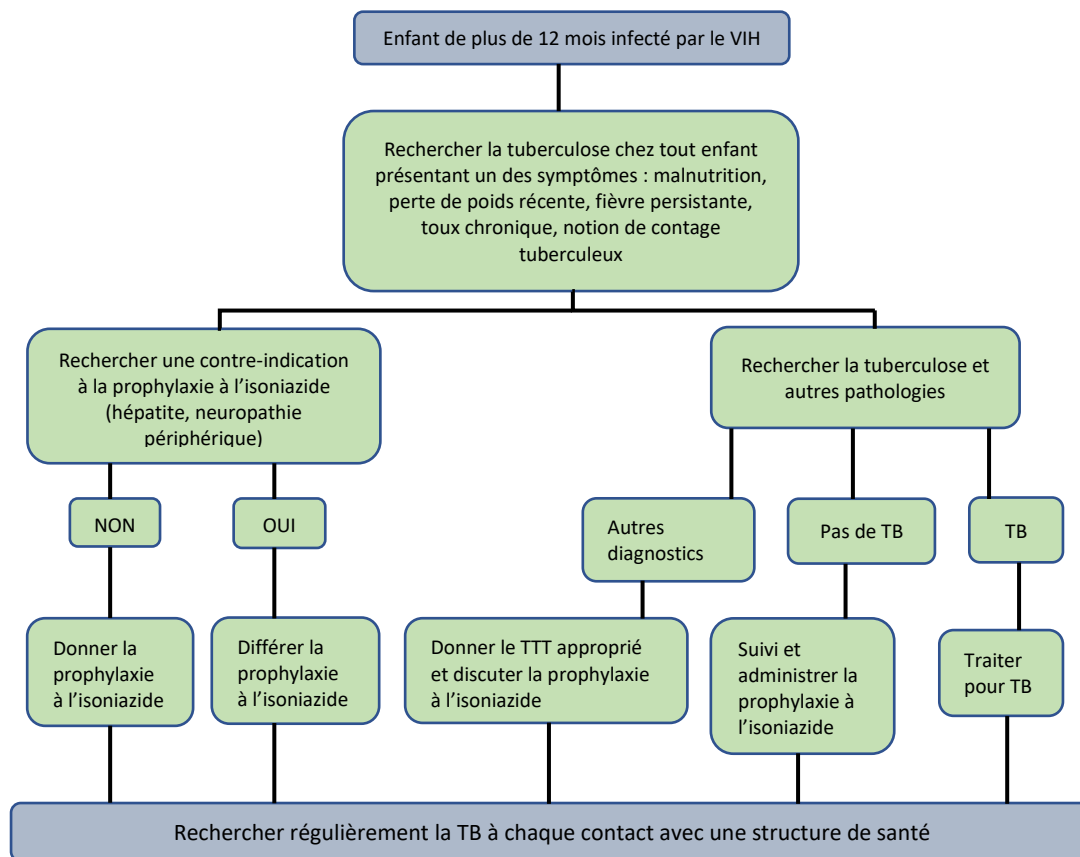 Enfant de plus de 12 mois infecté par le VIH
Rechercher la tuberculose chez tout enfant
présentant un des symptômes : malnutrition,
perte de poids récente, fièvre persistante,
toux chronique, notion de contage
tuberculeux
Rechercher une contre-indication
à la prophylaxie à l’isoniazide
(hépatite, neuropathie
périphérique)
Rechercher la tuberculose et
autres pathologies
NON
OUI
Autres
diagnostics
Pas de TB
TB
Donner la
prophylaxie
à l’isoniazide
Différer la
prophylaxie
à l’isoniazide
Donner le TTT approprié
et discuter la prophylaxie
à l’isoniazide
Suivi et
administrer la
prophylaxie à
l’isoniazide
Traiter
pour TB
Rechercher régulièrement la TB à chaque contact avec une structure de santé